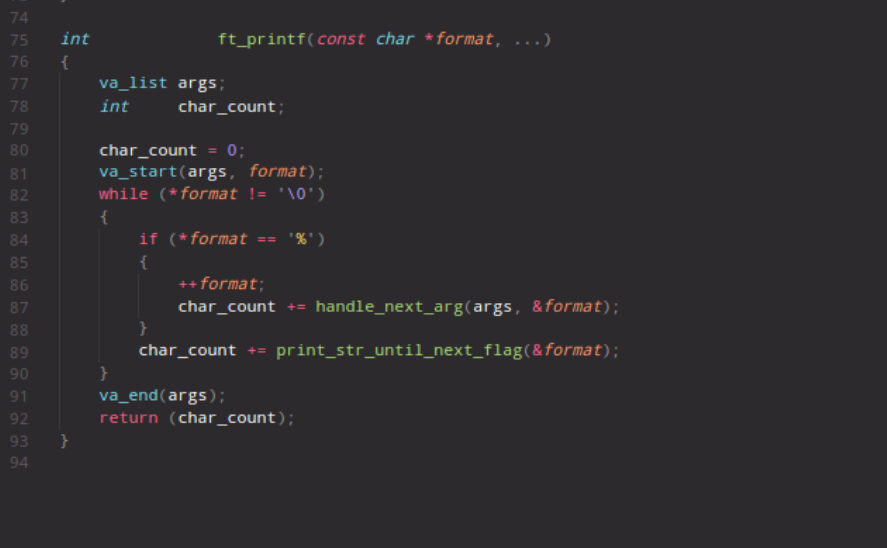 74
75 int ft_printf(const char *format, ...)
76 {
77 va_list args;
78 int char_count;
79
80 char_count = 0;
81 va_start(args, format);
82 while (*format != '\0')
83 {
84 if (*format == '%')
85 {
86 ++format;
87 char_count += handle_next_arg(args, &format);
88 }
89 char_count += print_str_until_next_flag(&format);
90 }
91 va_end(args);
92 return (char_count);
93 }
94